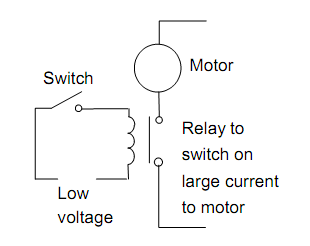 Switch
Motor
Relay to
switch on
large current
to motor
Low
voltage